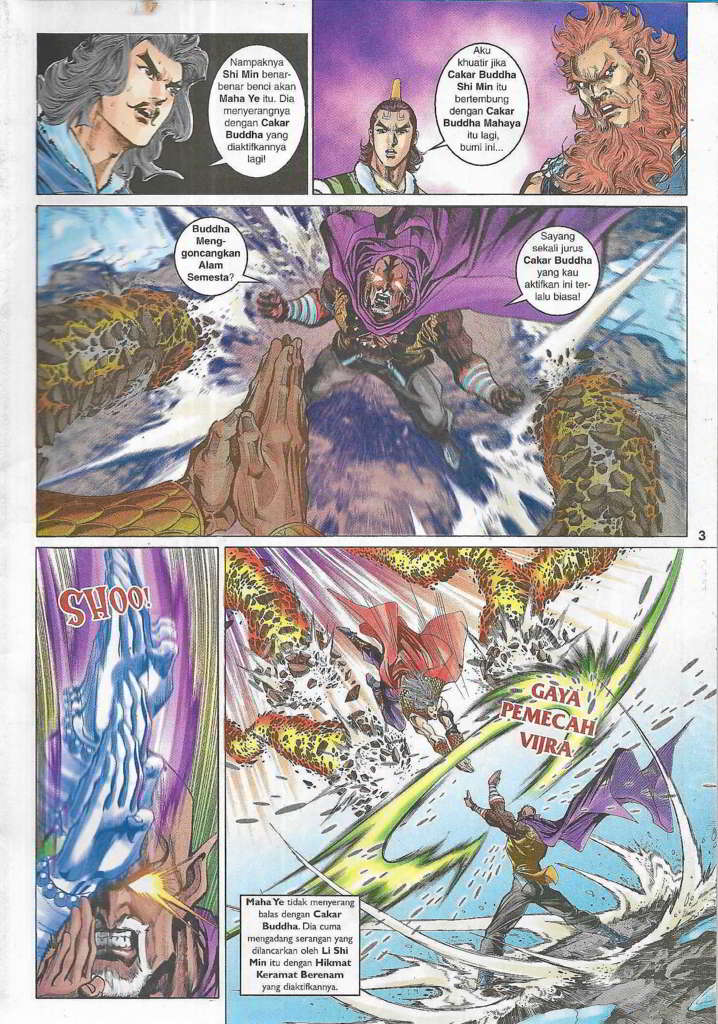 Nampaknya
Shi Min benar-
benar benci akan
Maha Ye itu. Dia
menyerangnya
dengan Cakar
Buddha yang
diaktifkannya
lagi!
Aku
khuatir jika
Cakar Buddha
Shi Min itu
bertembung
dengan Cakar
Buddha Mahaya
itu lagi,
bumi ini...
Buddha
Meng-
goncangkan
Alam
Semesta?
Sayang
sekali jurus
Cakar Buddha
yang kau
aktifkan ini ter-
lalu biasa!
3
SHOO!
GAYA
PEMECAH
VIJRA
Maha Ye tidak menyerang
balas dengan Cakar
Buddha. Dia cuma
mengadang serangan yang
dilancarkan oleh Li Shi
Min itu dengan Hikmat
Keramat Berenam
yang diaktifkannya.